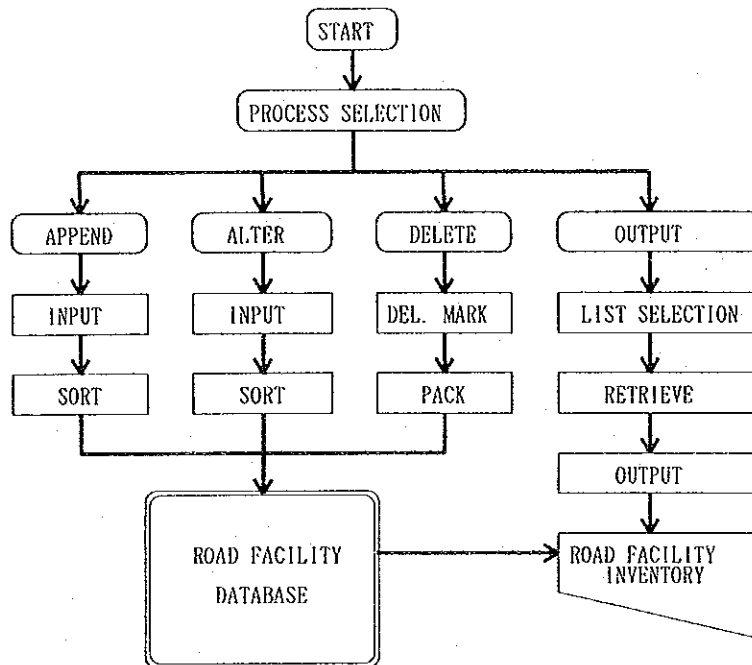 START
PROCESS SELECTION
APPEND
ALTER
DELETE
OUTPUT
INPUT
INPUT
DEL. MARK
LIST SELECTION
SORT
SORT
PACK
RETRIEVE
OUTPUT
ROAD FACILITY
DATABASE
ROAD FACILITY
INVENTORY